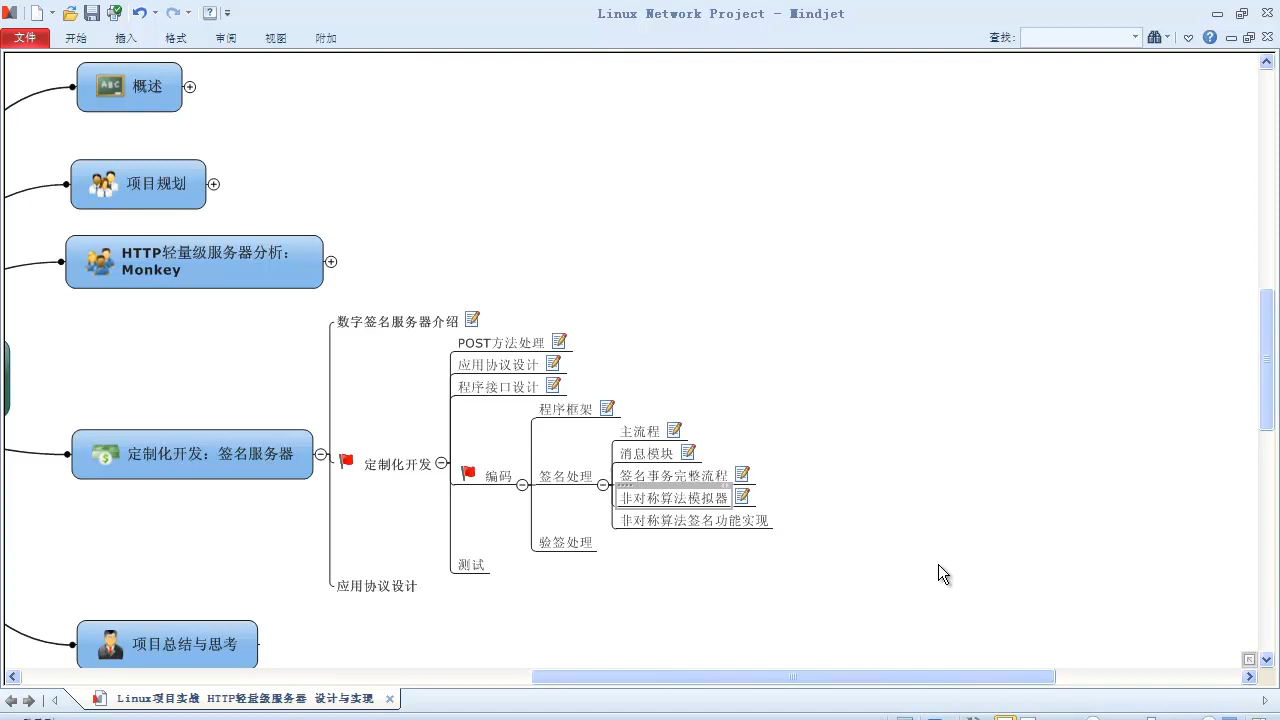 Linux Network Project - Mindjet
文件 开始 插入 格式 审阅 视图 附加 查找:
ABC 概述
项目规划
HTTP轻量级服务器分析:
Monkey
数字签名服务器介绍
POST方法处理
应用协议设计
程序接口设计
程序框架
主流程
消息模块
定制化开发: 签名服务器
定制化开发
编码
签名处理
签名事务完整流程
非对称算法模拟器
非对称算法签名功能实现
验签处理
测试
应用协议设计
项目总结与思考
Linux项目实战 HTTP轻量级服务器 设计与实现